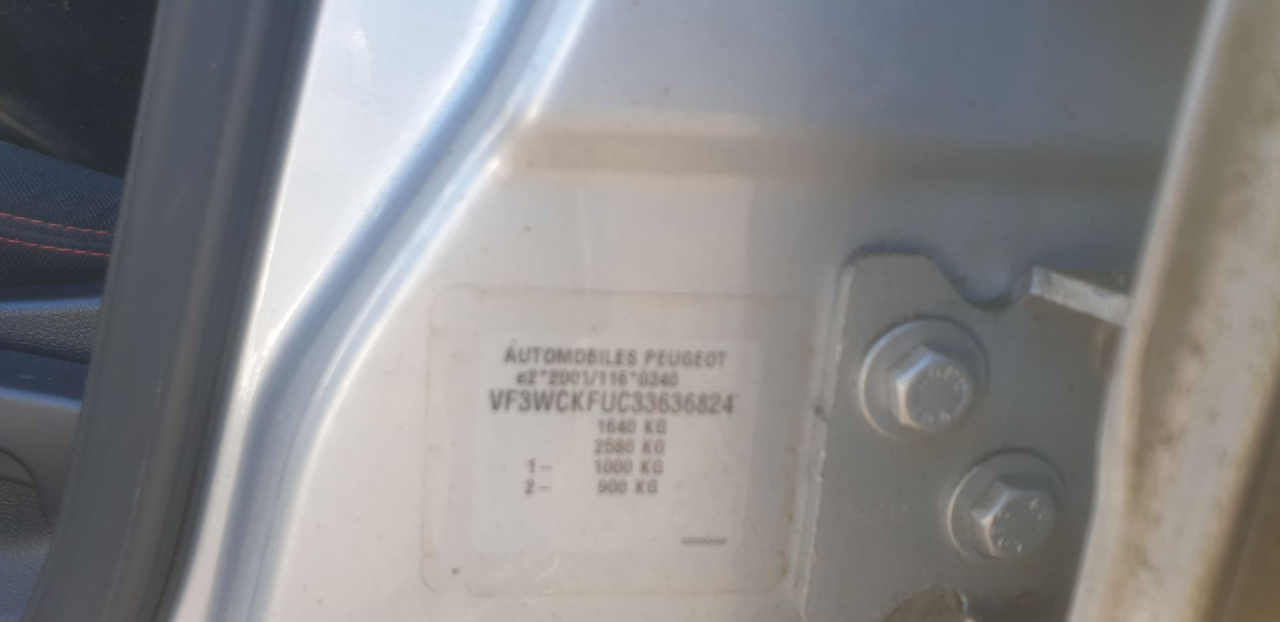 AUTOMOBILES PEUGEOT
e2*2001/116*0340
VF3WCKFUC33636824
1640 KG
2580 KG
1- 1000 KG
2- 900 KG